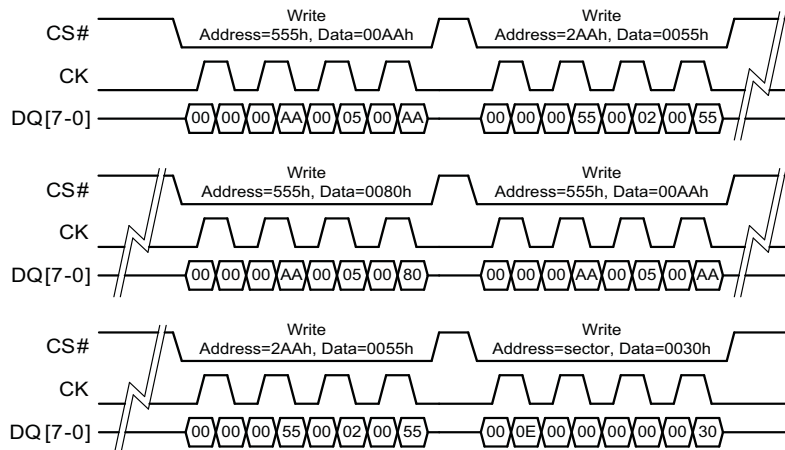 Write Write
CS# Address=555h, Data=00AAh Address=2AAh, Data=0055h
CK
DQ[7-0] 00 00 00 AA 00 05 00 AA 00 00 00 55 00 02 00 55
Write Write
CS# Address=555h, Data=0080h Address=555h, Data=00AAh
CK
DQ[7-0] 00 00 00 AA 00 05 00 80 00 00 00 AA 00 05 00 AA
Write Write
CS# Address=2AAh, Data=0055h Address=sector, Data=0030h
CK
DQ[7-0] 00 00 00 55 00 02 00 55 00 0E 00 00 00 00 00 30